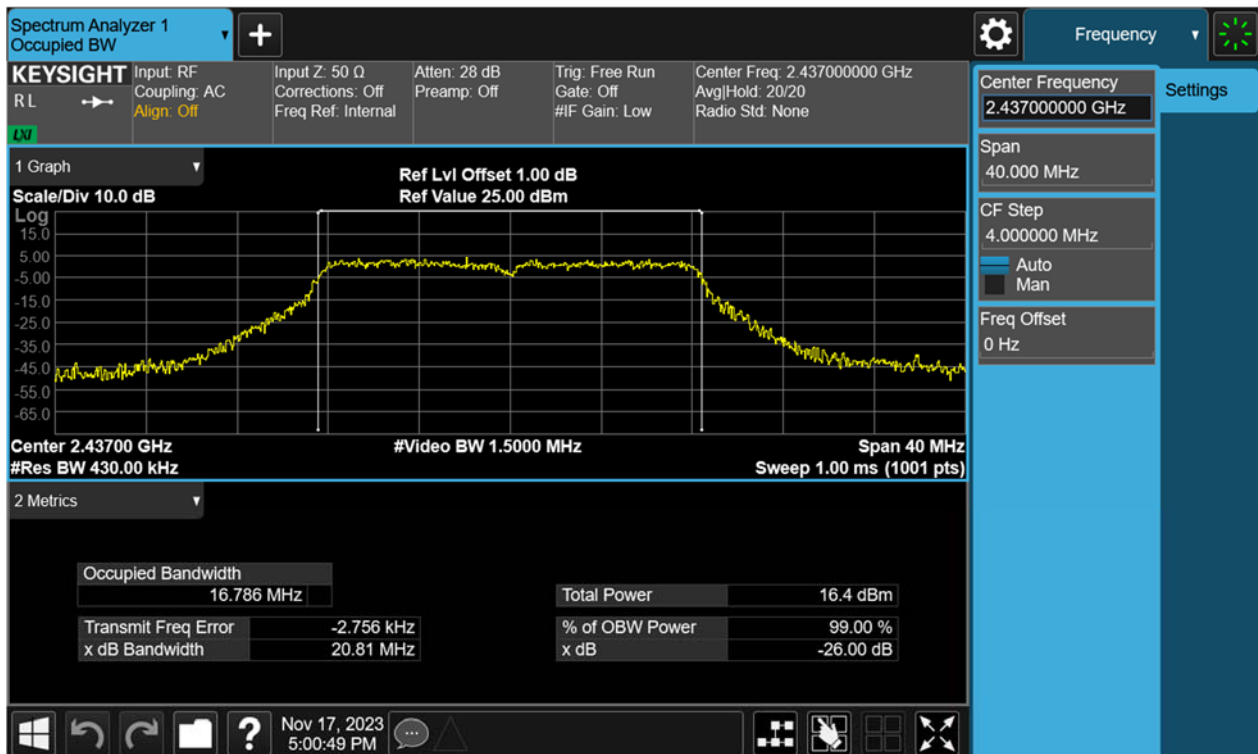 Spectrum Analyzer 1
Occupied BW
Frequency
KEYSIGHT
R L
LXI
Input: RF
Coupling: AC
Align: Off
Input Z: 50 Ω
Corrections: Off
Freq Ref: Internal
Atten: 28 dB
Preamp: Off
Trig: Free Run
Gate: Off
#IF Gain: Low
Center Freq: 2.437000000 GHz
Avg|Hold: 20/20
Radio Std: None
Center Frequency
2.437000000 GHz
Settings
Span
40.000 MHz
CF Step
4.000000 MHz
Auto
Man
Freq Offset
0 Hz
1 Graph
Scale/Div 10.0 dB
Ref Lvl Offset 1.00 dB
Ref Value 25.00 dBm
Log
15.0
5.00
-5.00
-15.0
-25.0
-35.0
-45.0
-55.0
-65.0
Center 2.43700 GHz
#Video BW 1.5000 MHz
Span 40 MHz
#Res BW 430.00 kHz
Sweep 1.00 ms (1001 pts)
2 Metrics
Occupied Bandwidth
16.786 MHz
Total Power 16.4 dBm
Transmit Freq Error -2.756 kHz
% of OBW Power 99.00 %
x dB Bandwidth 20.81 MHz
x dB -26.00 dB
Nov 17, 2023
5:00:49 PM